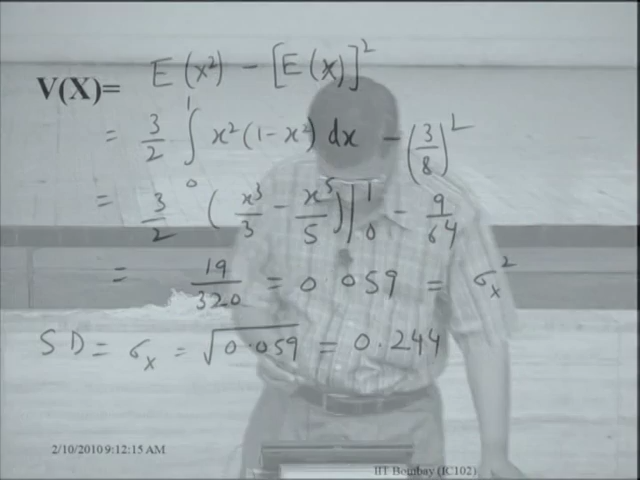 V(X)= E(x²) - [E(x)]²
= 3/2 ∫₀¹ x²(1-x²) dx - (3/8)²
= 3/2 (x³/3 - x⁵/5)|₀¹ - 9/64
= 19/320 = 0.059 = σₓ²
SD = σₓ = √0.059 = 0.244
2/10/2010 9:12:15 AM
IIT Bombay (IC102)